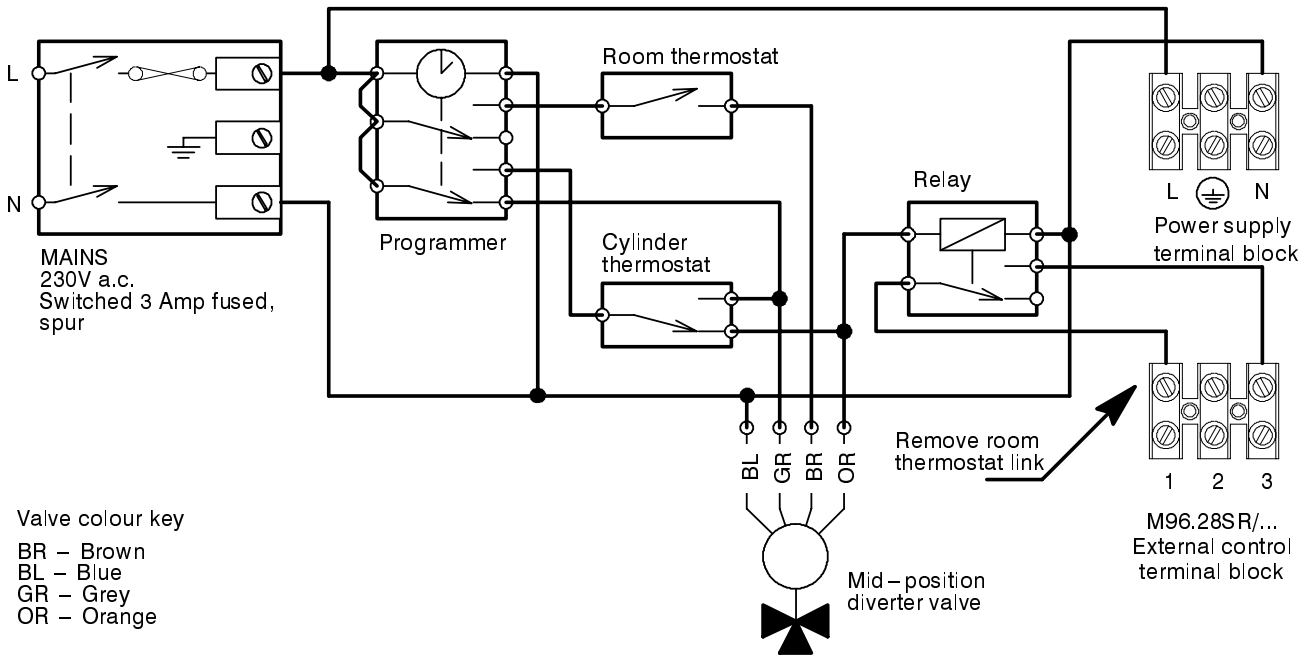 L
N
MAINS
230V a.c.
Switched 3 Amp fused,
spur
Programmer
Room thermostat
Cylinder
thermostat
Relay
L
N
Power supply
terminal block
Remove room
thermostat link
1 2 3
M96.28SR/...
External control
terminal block
BL
GR
BR
OR
Mid – position
diverter valve
Valve colour key
BR – Brown
BL – Blue
GR – Grey
OR – Orange